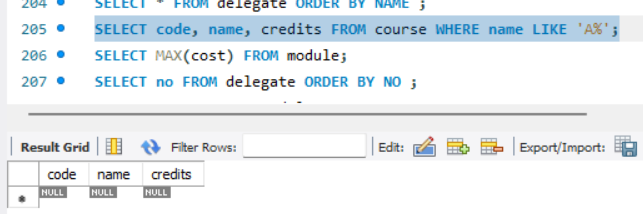 204 SELECT * FROM delegate ORDER BY NAME ;
205 SELECT code, name, credits FROM course WHERE name LIKE 'A%';
206 SELECT MAX(cost) FROM module;
207 SELECT no FROM delegate ORDER BY NO ;
Result Grid Filter Rows: Edit: Export/Import:
code name credits
* NULL NULL NULL